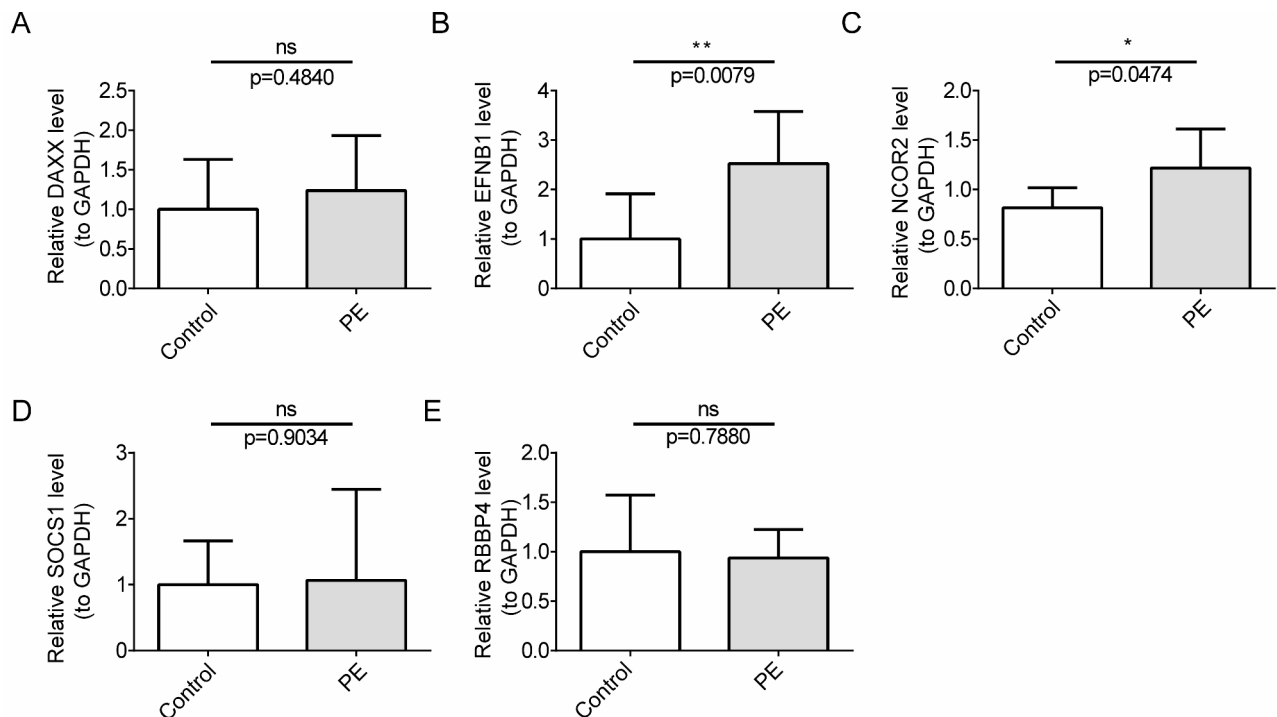 A
ns
p=0.4840
Relative DAXX level
(to GAPDH)
2.5
2.0
1.5
1.0
0.5
0.0
Control
PE
B
**
p=0.0079
Relative EFNB1 level
(to GAPDH)
4
3
2
1
0
Control
PE
C
*
p=0.0474
Relative NCOR2 level
(to GAPDH)
2.0
1.5
1.0
0.5
0.0
Control
PE
D
ns
p=0.9034
Relative SOCS1 level
(to GAPDH)
3
2
1
0
Control
PE
E
ns
p=0.7880
Relative RBBP4 level
(to GAPDH)
2.0
1.5
1.0
0.5
0.0
Control
PE